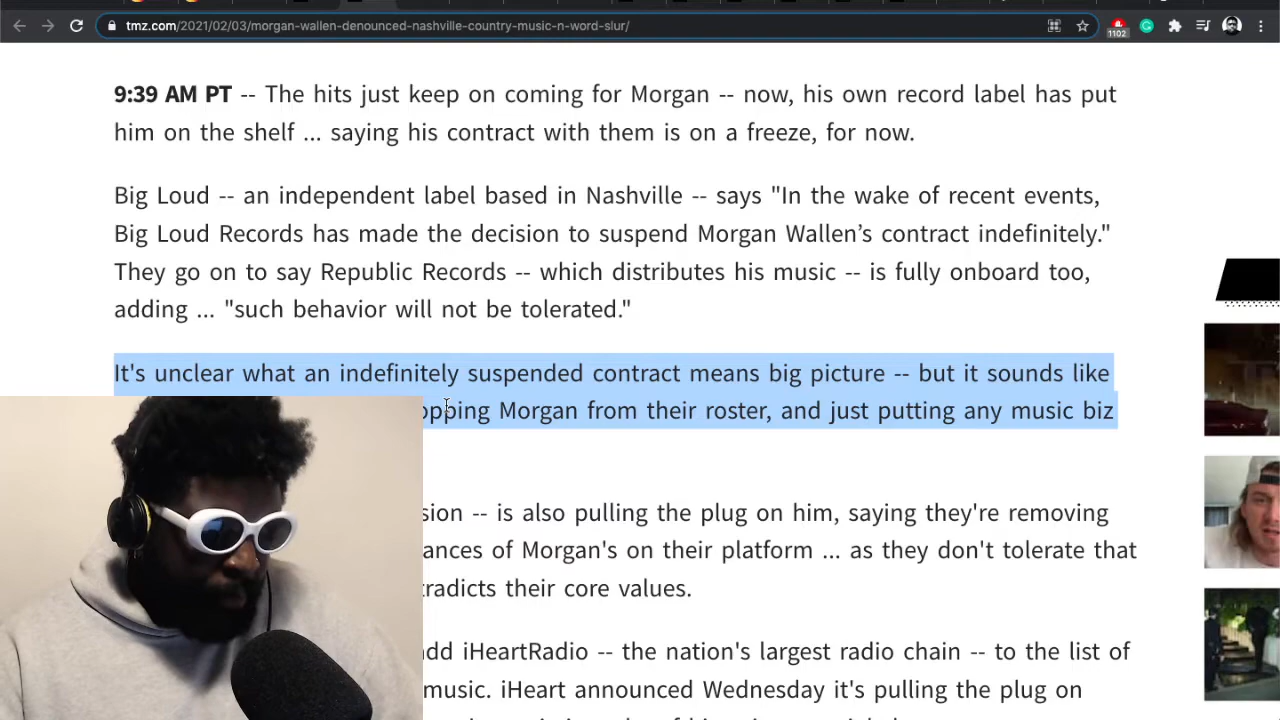 tmz.com/2021/02/03/morgan-wallen-denounced-nashville-country-music-n-word-slur/
1102
9:39 AM PT -- The hits just keep on coming for Morgan -- now, his own record label has put
him on the shelf ... saying his contract with them is on a freeze, for now.
Big Loud -- an independent label based in Nashville -- says "In the wake of recent events,
Big Loud Records has made the decision to suspend Morgan Wallen’s contract indefinitely."
They go on to say Republic Records -- which distributes his music -- is fully onboard too,
adding ... "such behavior will not be tolerated."
It's unclear what an indefinitely suspended contract means big picture -- but it sounds like
opping Morgan from their roster, and just putting any music biz
sion -- is also pulling the plug on him, saying they're removing
ances of Morgan's on their platform ... as they don't tolerate that
tradicts their core values.
add iHeartRadio -- the nation's largest radio chain -- to the list of
music. iHeart announced Wednesday it's pulling the plug on